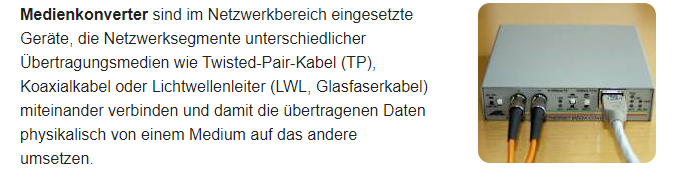 Medienkonverter sind im Netzwerkbereich eingesetzte
Geräte, die Netzwerksegmente unterschiedlicher
Übertragungsmedien wie Twisted-Pair-Kabel (TP),
Koaxialkabel oder Lichtwellenleiter (LWL, Glasfaserkabel)
miteinander verbinden und damit die übertragenen Daten
physikalisch von einem Medium auf das andere
umsetzen.